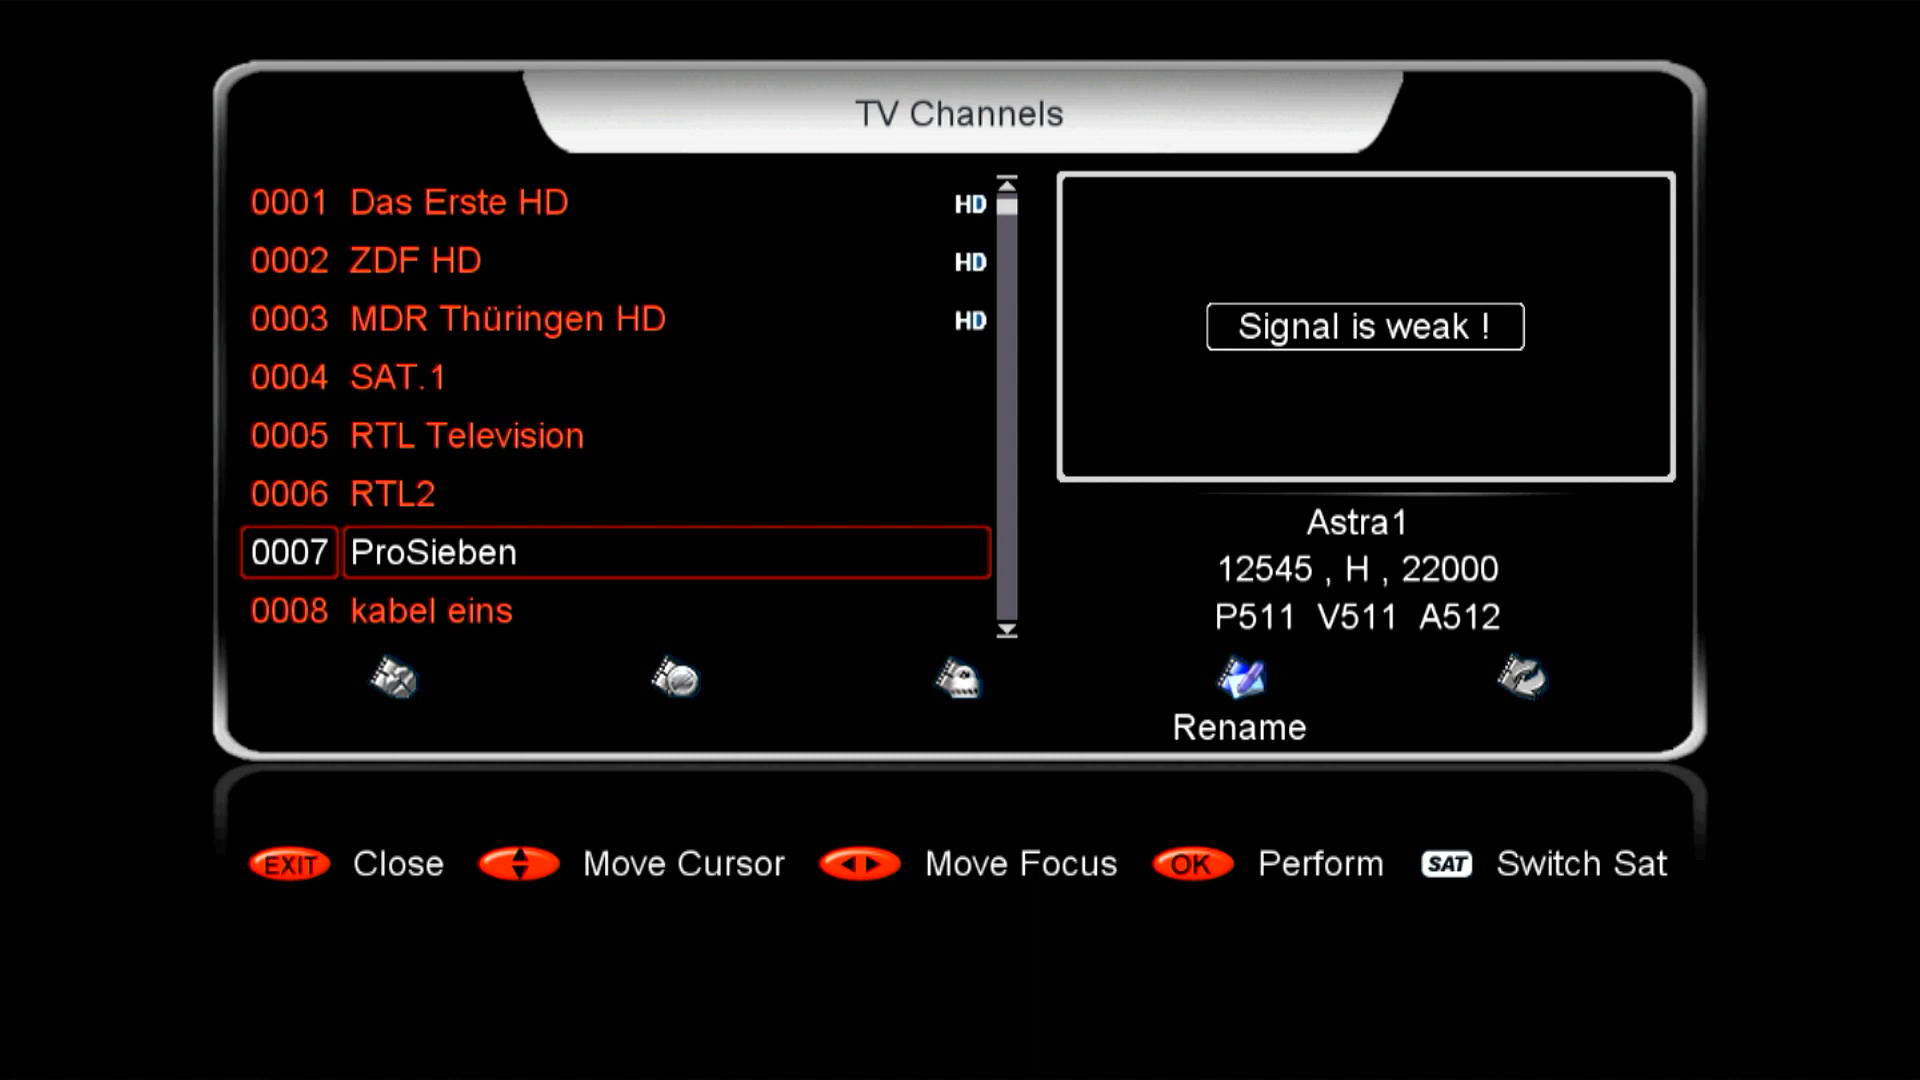 TV Channels
0001 Das Erste HD HD
0002 ZDF HD HD
0003 MDR Thüringen HD HD
0004 SAT.1
0005 RTL Television
0006 RTL2
0007 ProSieben
0008 kabel eins
Signal is weak !
Astra1
12545 , H , 22000
P511 V511 A512
Rename
EXIT Close Move Cursor Move Focus OK Perform SAT Switch Sat